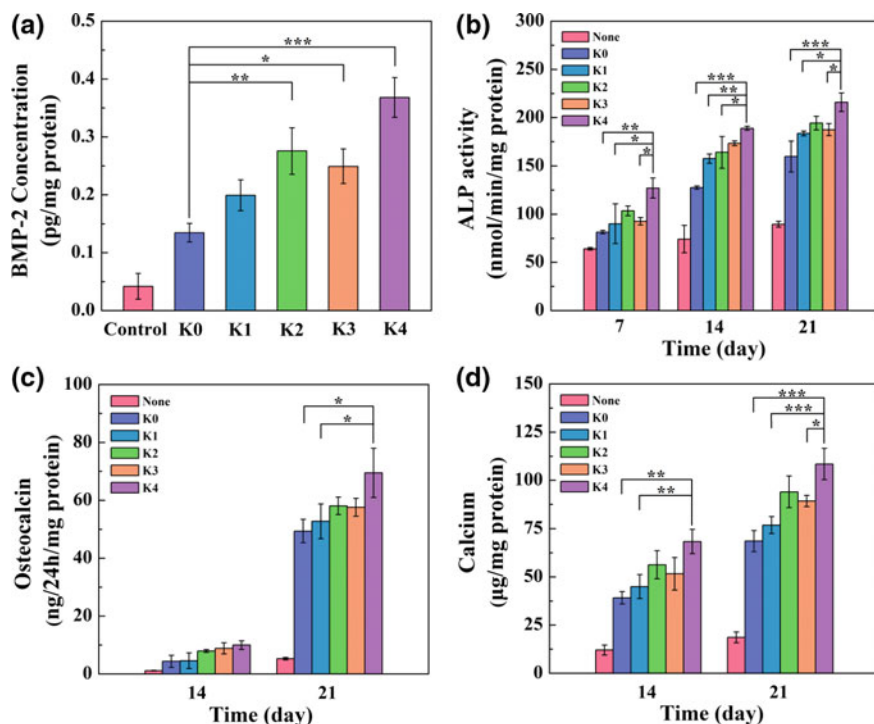 (a)
BMP-2 Concentration
(pg/mg protein)
0.5
0.4
0.3
0.2
0.1
0.0
***
*
**
Control K0 K1 K2 K3 K4
(b)
ALP activity
(nmol/min/mg protein)
300
250
200
150
100
50
0
None
K0
K1
K2
K3
K4
**
*
*
***
**
*
***
*
*
7 14 21
Time (day)
(c)
Osteocalcin
(ng/24h/mg protein)
100
80
60
40
20
0
None
K0
K1
K2
K3
K4
*
*
14 21
Time (day)
(d)
Calcium
(μg/mg protein)
150
125
100
75
50
25
0
None
K0
K1
K2
K3
K4
**
**
***
***
*
14 21
Time (day)